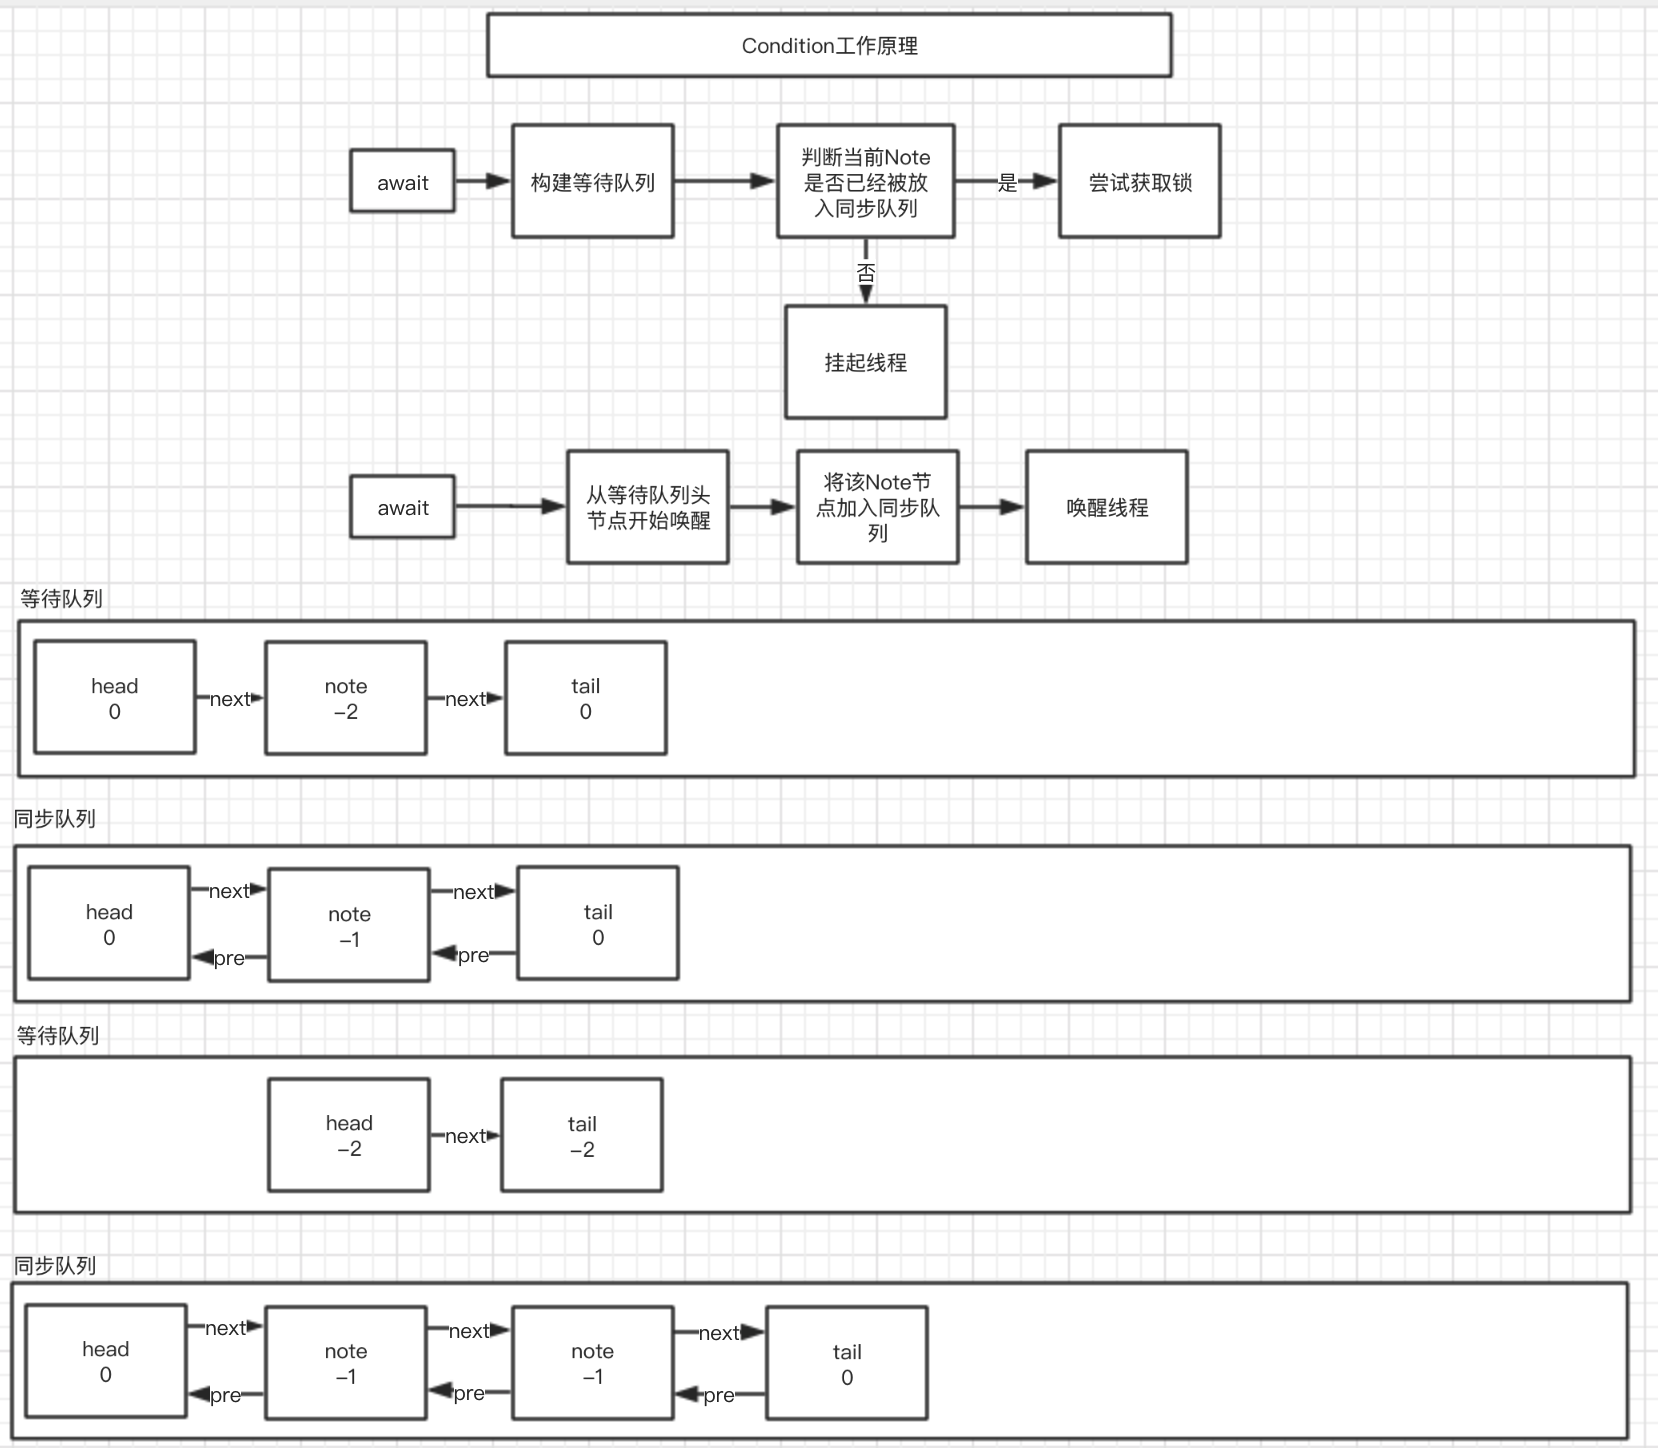 Condition工作原理
await
构建等待队列
判断当前Note
是否已经被放
入同步队列
是
尝试获取锁
否
挂起线程
await
从等待队列头
节点开始唤醒
将该Note节
点加入同步队
列
唤醒线程
等待队列
head
0
next
note
-2
next
tail
0
同步队列
head
0
next
pre
note
-1
next
pre
tail
0
等待队列
head
-2
next
tail
-2
同步队列
head
0
next
pre
note
-1
next
pre
note
-1
next
pre
tail
0